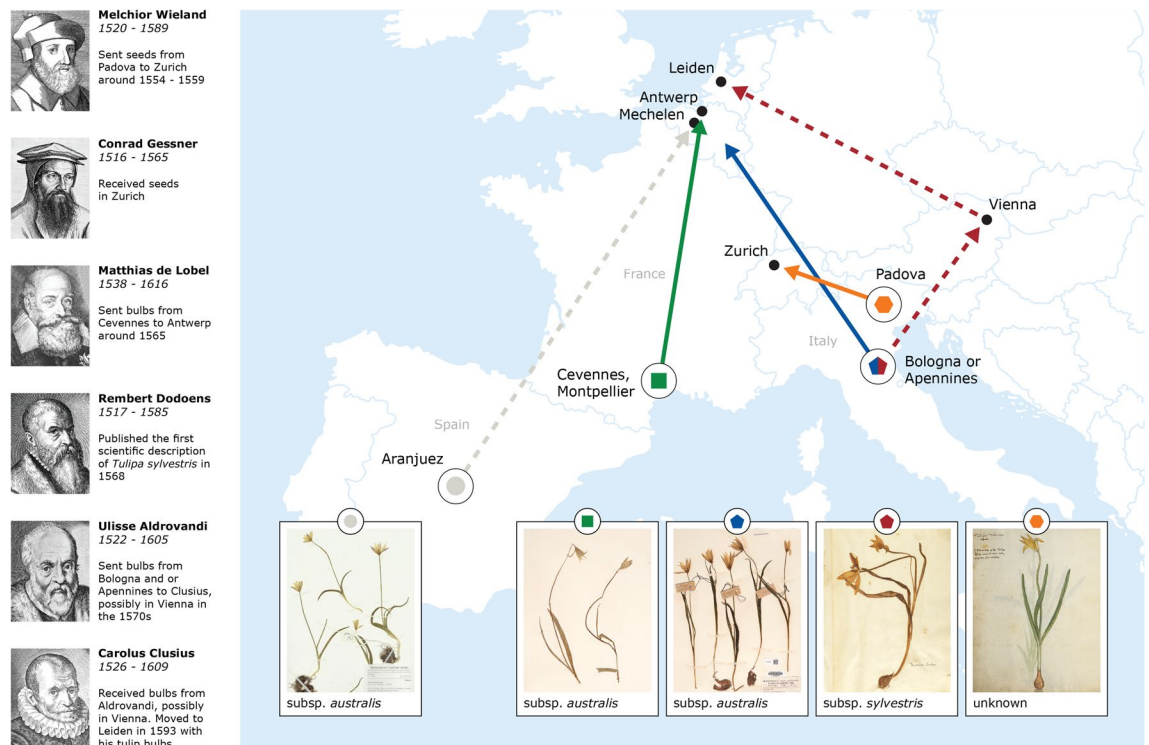 Melchior Wieland
1520 - 1589
Sent seeds from
Padova to Zurich
around 1554 - 1559
Conrad Gessner
1516 - 1565
Received seeds
in Zurich
Matthias de Lobel
1538 - 1616
Sent bulbs from
Cevennes to Antwerp
around 1565
Rembert Dodoens
1517 - 1585
Published the first
scientific description
of Tulipa sylvestris in
1568
Ulisse Aldrovandi
1522 - 1605
Sent bulbs from
Bologna and or
Apennines to Clusius,
possibly in Vienna in
the 1570s
Carolus Clusius
1526 - 1609
Received bulbs from
Aldrovandi, possibly
in Vienna. Moved to
Leiden in 1593 with
his tulip bulbs
Leiden
Antwerp
Mechelen
Vienna
Zurich
Padova
France
Italy
Bologna or
Apennines
Cevennes,
Montpellier
Spain
Aranjuez
subsp. australis
subsp. australis
subsp. australis
subsp. sylvestris
unknown